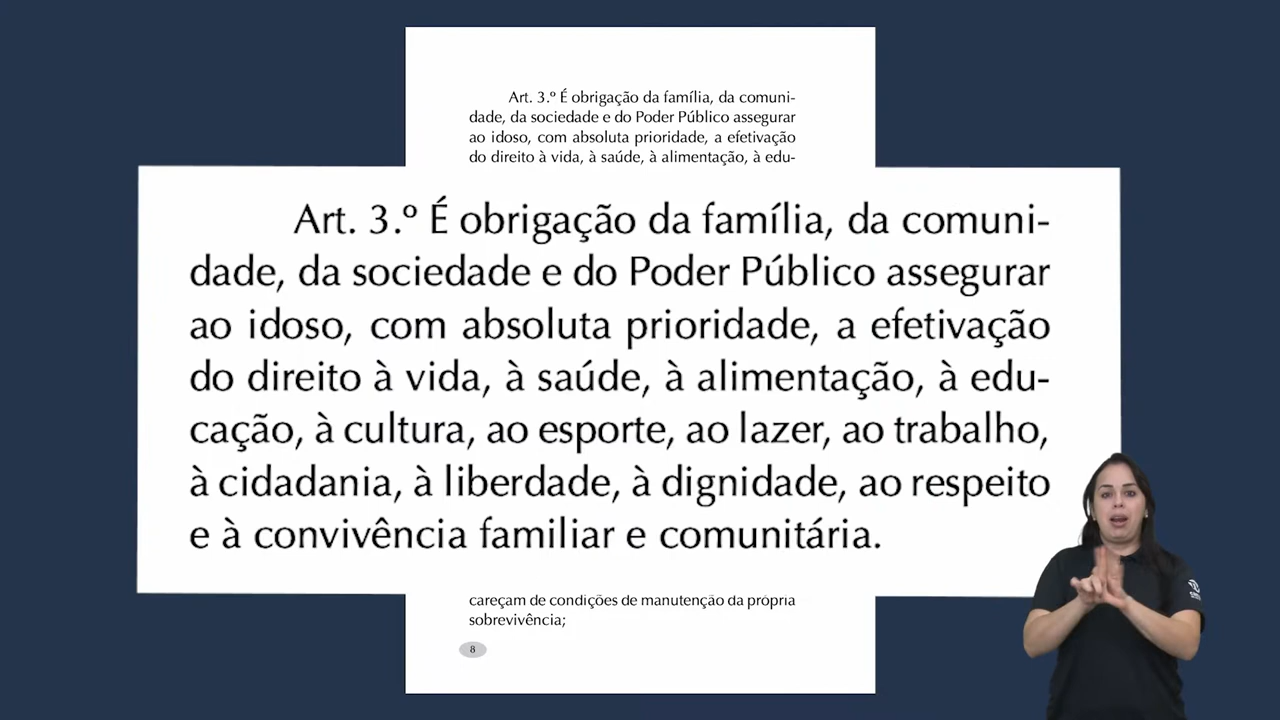 Art. 3.º É obrigação da família, da comuni-
dade, da sociedade e do Poder Público assegurar
ao idoso, com absoluta prioridade, a efetivação
do direito à vida, à saúde, à alimentação, à edu-
Art. 3.º É obrigação da família, da comuni-
dade, da sociedade e do Poder Público assegurar
ao idoso, com absoluta prioridade, a efetivação
do direito à vida, à saúde, à alimentação, à edu-
cação, à cultura, ao esporte, ao lazer, ao trabalho,
à cidadania, à liberdade, à dignidade, ao respeito
e à convivência familiar e comunitária.
careçam de condições de manutenção da própria
sobrevivência;
8